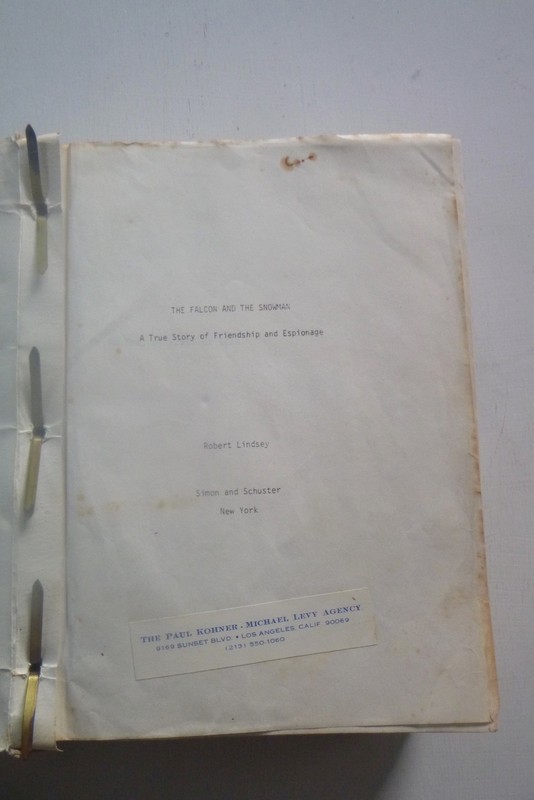 THE FALCON AND THE SNOWMAN
A True Story of Friendship and Espionage
Robert Lindsey
Simon and Schuster
New York
THE PAUL KOHNER - MICHAEL LEVY AGENCY
9169 SUNSET BLVD • LOS ANGELES, CALIF. 90069
(213) 550.1060